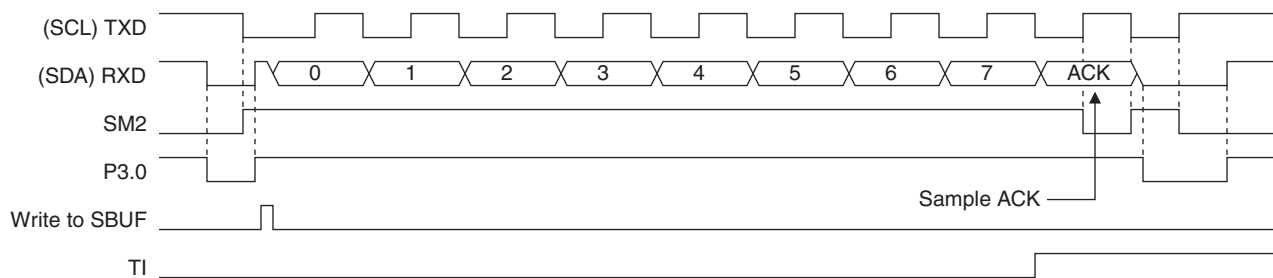 (SCL) TXD
(SDA) RXD 0 1 2 3 4 5 6 7 ACK
SM2
P3.0
Sample ACK
Write to SBUF
TI